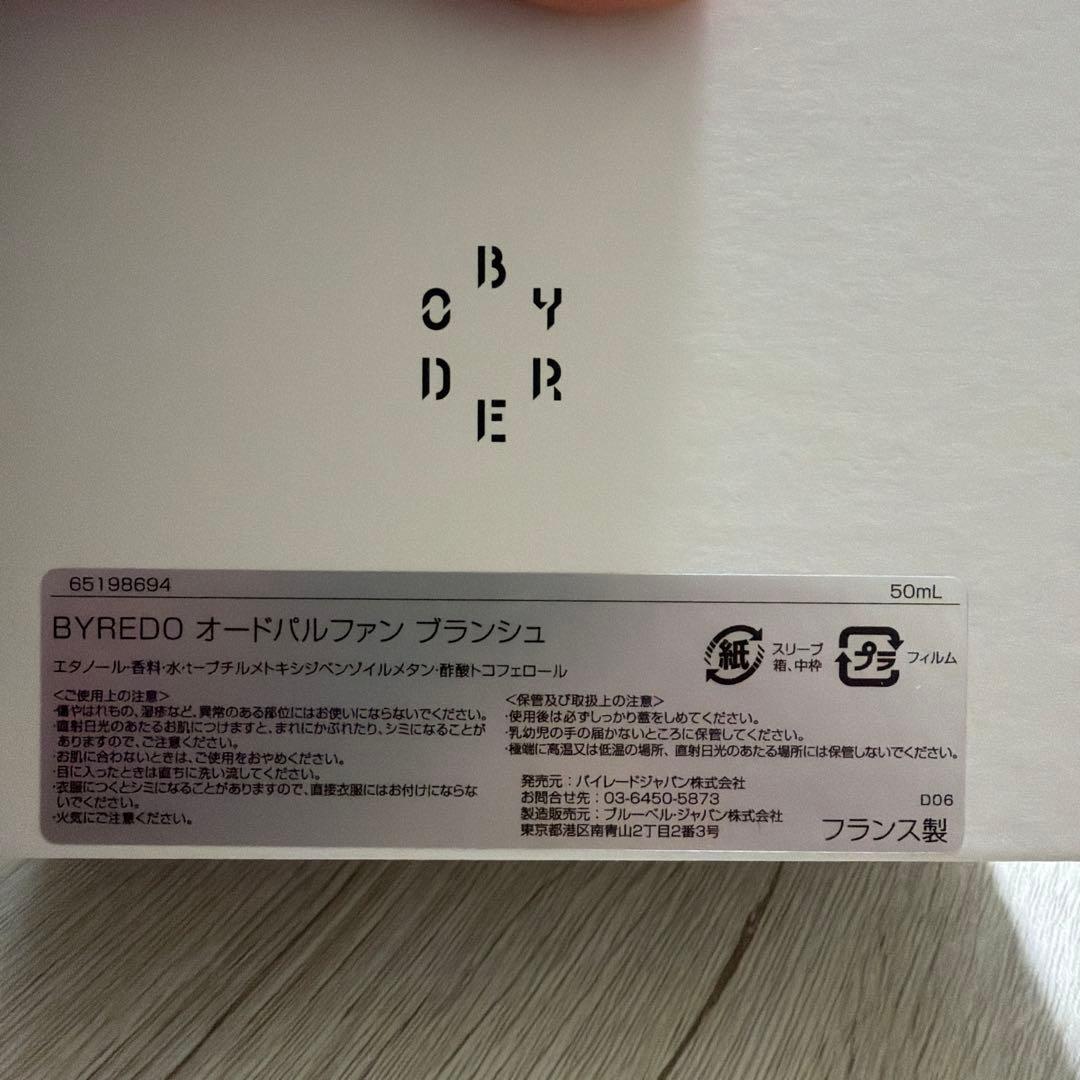 BYREDO
65198694
50mL
BYREDO オードパルファン ブランシュ
エタノール・香料・水・t-ブチルメトキシジベンゾイルメタン・酢酸トコフェロール
紙
スリーブ
箱、中枠
プラ
フィルム
<ご使用上の注意>
・傷やはれもの、湿疹など、異常のある部位にはお使いにならないでください。
・直射日光のあたるお肌につけますと、まれにかぶれたり、シミになることが
ありますので、ご注意ください。
・お肌に合わないときは、ご使用をおやめください。
・目に入ったときは直ちに洗い流してください。
・衣服につくとシミになることがありますので、直接衣服にはお付けにならな
いでください。
・火気にご注意ください。
<保管及び取扱上の注意>
・使用後は必ずしっかり蓋をしめてください。
・乳幼児の手の届かないところに保管してください。
・極端に高温又は低温の場所、直射日光のあたる場所には保管しないでください。
発売元：バイレードジャパン株式会社
お問合せ先：03-6450-5873
製造販売元：ブルーベル・ジャパン株式会社
東京都港区南青山2丁目2番3号
D06
フランス製